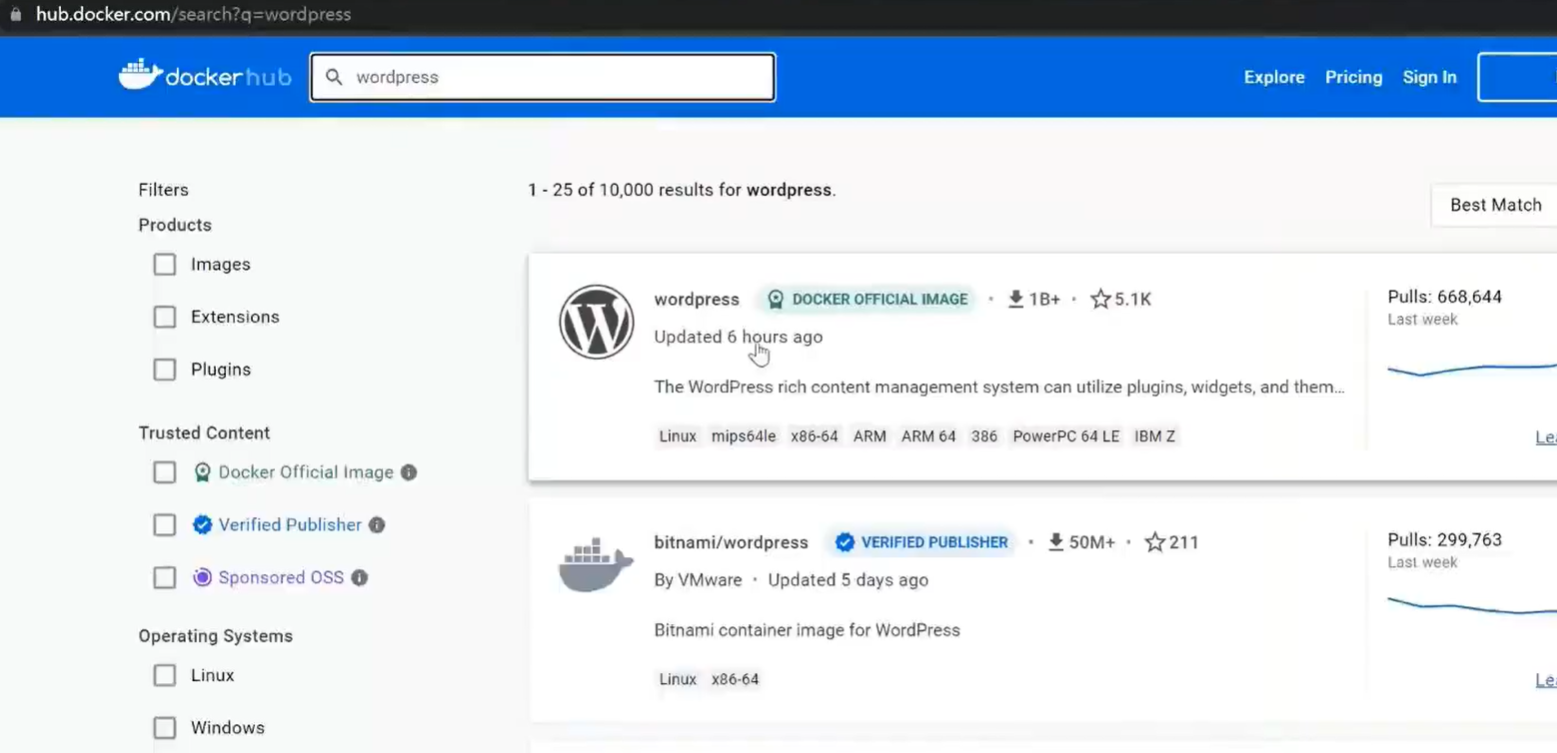 hub.docker.com/search?q=wordpress
dockerhub
wordpress
Explore Pricing Sign In
Filters
Products
Images
Extensions
Plugins
Trusted Content
Docker Official Image
Verified Publisher
Sponsored OSS
Operating Systems
Linux
Windows
1 - 25 of 10,000 results for wordpress.
Best Match
wordpress DOCKER OFFICIAL IMAGE · 1B+ · 5.1K
Updated 6 hours ago
The WordPress rich content management system can utilize plugins, widgets, and them...
Linux mips64le x86-64 ARM ARM 64 386 PowerPC 64 LE IBM Z
Pulls: 668,644
Last week
bitnami/wordpress VERIFIED PUBLISHER · 50M+ · 211
By VMware · Updated 5 days ago
Bitnami container image for WordPress
Linux x86-64
Pulls: 299,763
Last week